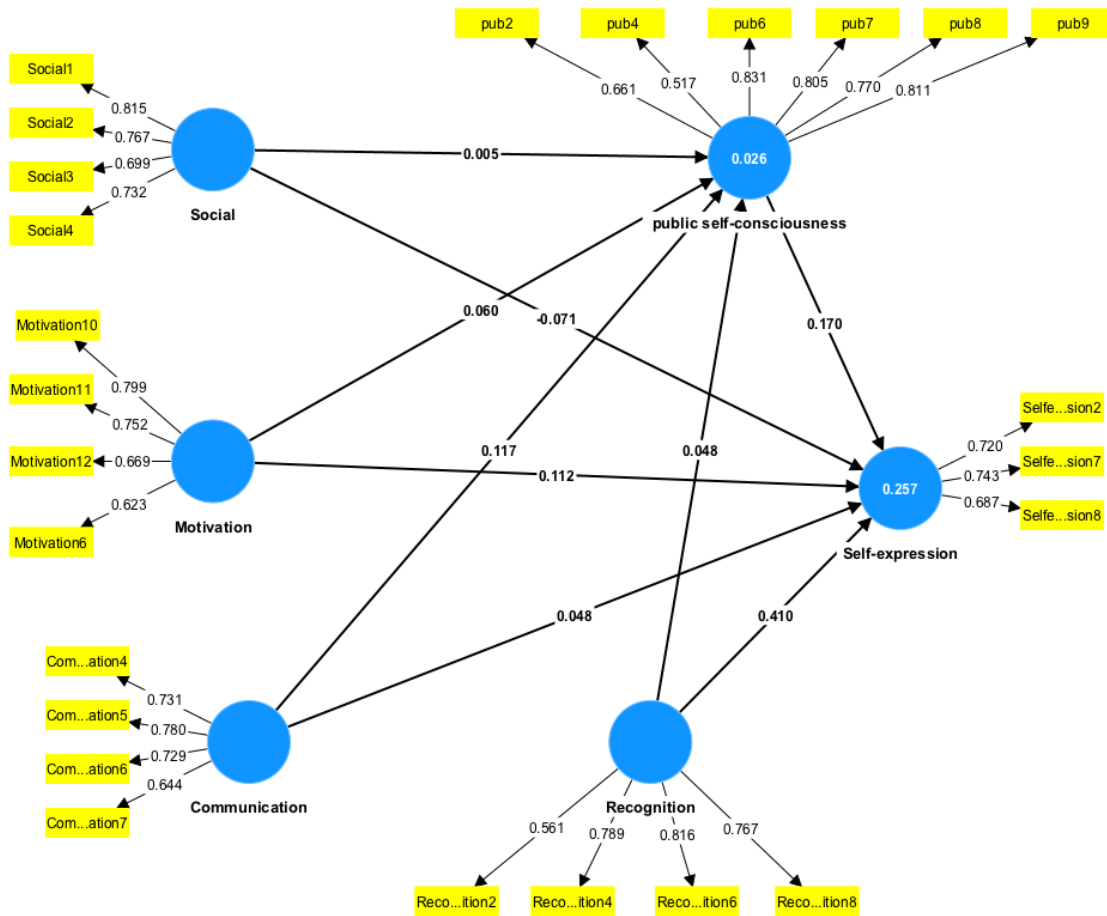 pub2
pub4
pub6
pub7
pub8
pub9
0.661
0.517
0.831
0.805
0.770
0.811
Social1
Social2
Social3
Social4
0.815
0.767
0.699
0.732
Social
0.005
0.026
public self-consciousness
0.060
-0.071
0.170
Motivation10
Motivation11
Motivation12
Motivation6
0.799
0.752
0.669
0.623
Motivation
0.117
0.048
0.112
0.257
Self-expression
Selfe...sion2
Selfe...sion7
Selfe...sion8
0.720
0.743
0.687
0.048
0.410
Com...ation4
Com...ation5
Com...ation6
Com...ation7
0.731
0.780
0.729
0.644
Communication
Recognition
0.561
0.789
0.816
0.767
Reco...ition2
Reco...ition4
Reco...ition6
Reco...ition8